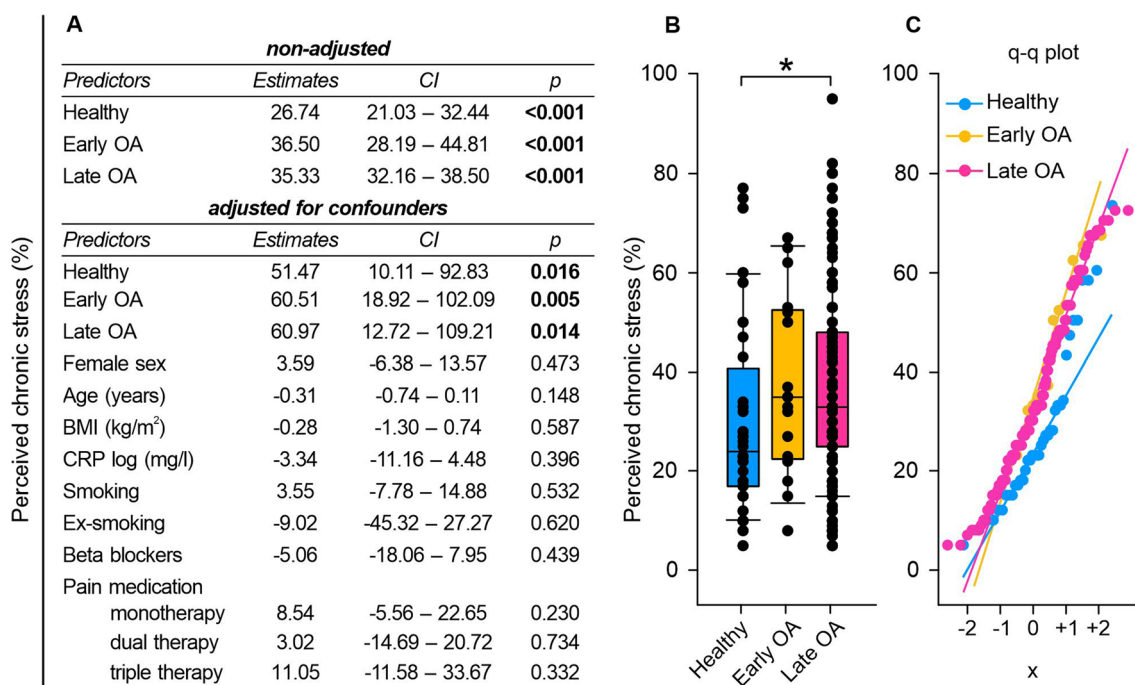 Perceived chronic stress (%)
A
non-adjusted
Predictors Estimates CI p
Healthy 26.74 21.03 – 32.44 <0.001
Early OA 36.50 28.19 – 44.81 <0.001
Late OA 35.33 32.16 – 38.50 <0.001
adjusted for confounders
Predictors Estimates CI p
Healthy 51.47 10.11 – 92.83 0.016
Early OA 60.51 18.92 – 102.09 0.005
Late OA 60.97 12.72 – 109.21 0.014
Female sex 3.59 -6.38 – 13.57 0.473
Age (years) -0.31 -0.74 – 0.11 0.148
BMI (kg/m²) -0.28 -1.30 – 0.74 0.587
CRP log (mg/l) -3.34 -11.16 – 4.48 0.396
Smoking 3.55 -7.78 – 14.88 0.532
Ex-smoking -9.02 -45.32 – 27.27 0.620
Beta blockers -5.06 -18.06 – 7.95 0.439
Pain medication
monotherapy 8.54 -5.56 – 22.65 0.230
dual therapy 3.02 -14.69 – 20.72 0.734
triple therapy 11.05 -11.58 – 33.67 0.332
B
Perceived chronic stress (%)
100
80
60
40
20
0
*
Healthy
Early OA
Late OA
C
q-q plot
100
80
60
40
20
0
Healthy
Early OA
Late OA
-2 -1 0 +1 +2
x